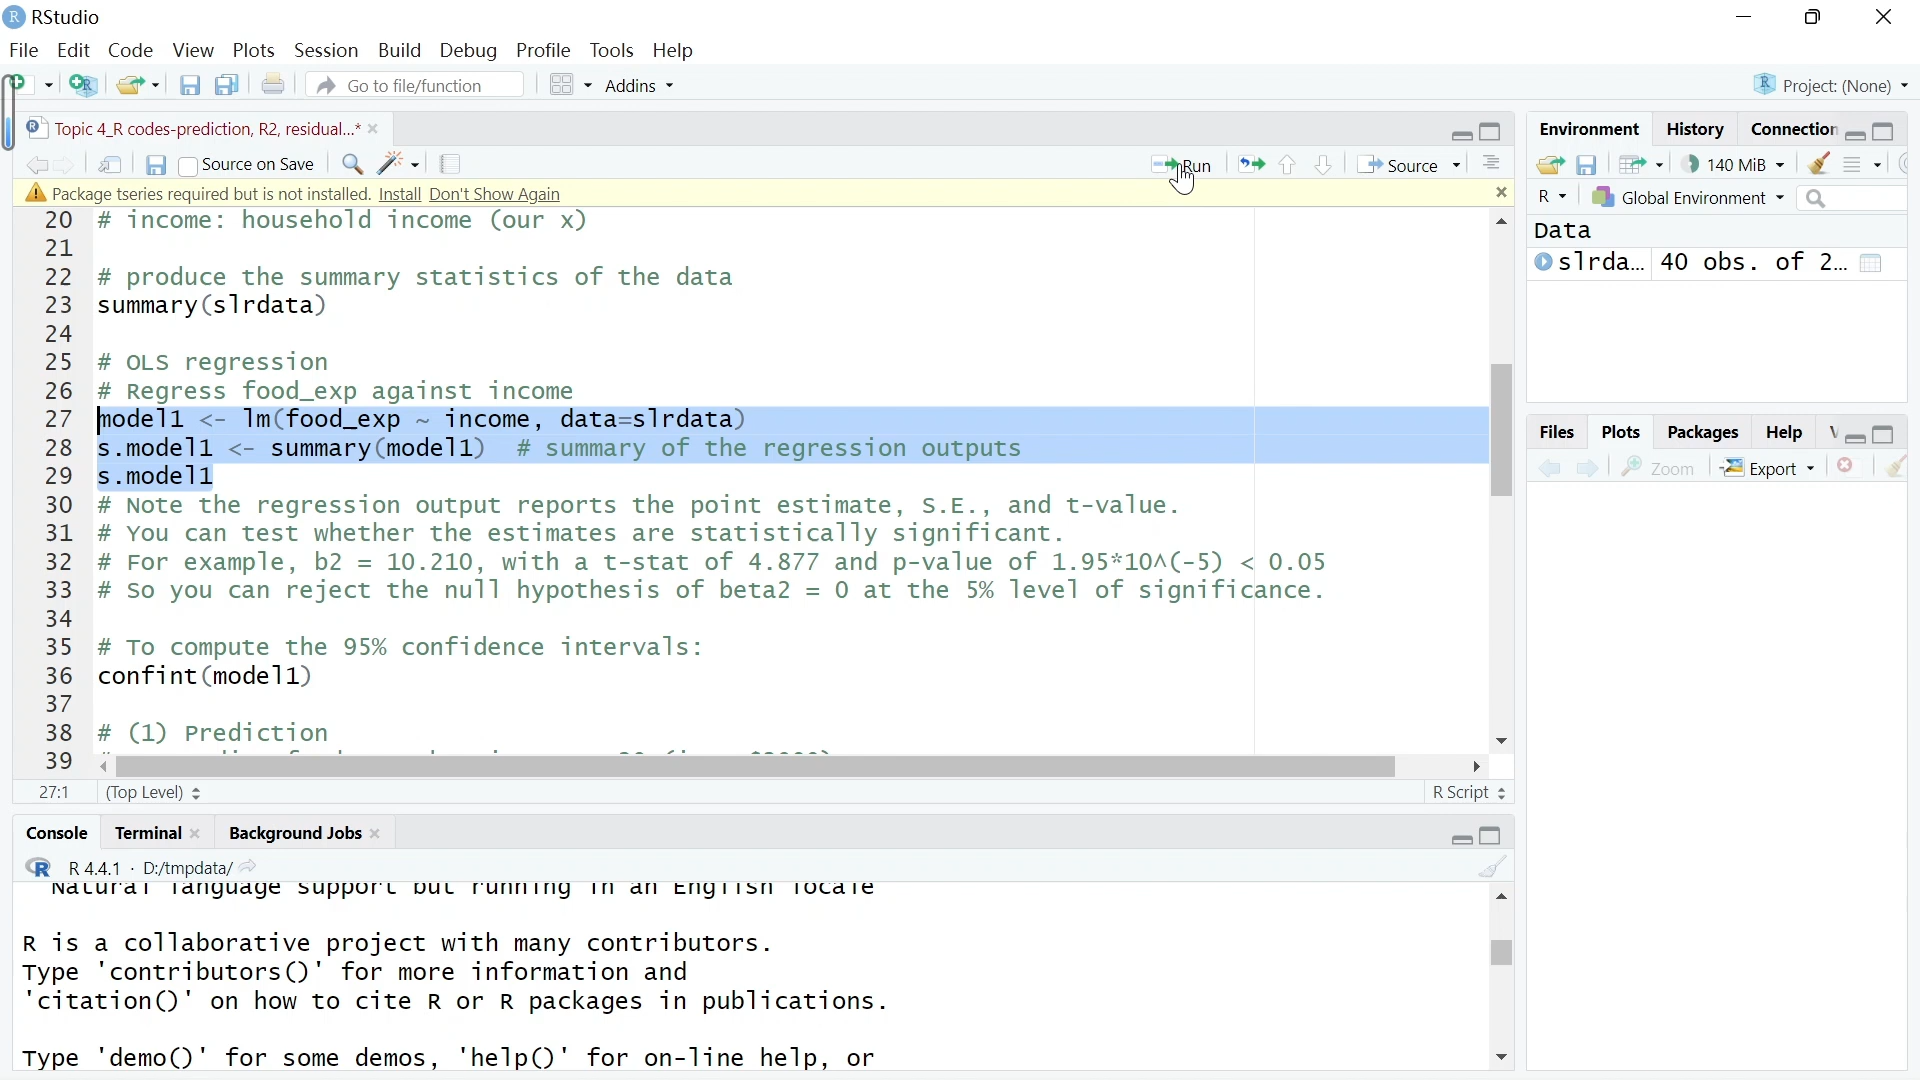 RStudio
File Edit Code View Plots Session Build Debug Profile Tools Help
Go to file/function Addins Project: (None)
Topic 4_R codes-prediction, R2, residual...*
Source on Save Run Source
Package tseries required but is not installed. Install Don't Show Again
20 # income: household income (our x)
21
22 # produce the summary statistics of the data
23 summary(slrdata)
24
25 # OLS regression
26 # Regress food_exp against income
27 model1 <- lm(food_exp ~ income, data=slrdata)
28 s.model1 <- summary(model1) # summary of the regression outputs
29 s.model1
30 # Note the regression output reports the point estimate, S.E., and t-value.
31 # You can test whether the estimates are statistically significant.
32 # For example, b2 = 10.210, with a t-stat of 4.877 and p-value of 1.95*10^(-5) < 0.05
33 # So you can reject the null hypothesis of beta2 = 0 at the 5% level of significance.
34
35 # To compute the 95% confidence intervals:
36 confint(model1)
37
38 # (1) Prediction
39
27:1 (Top Level) R Script
Console Terminal Background Jobs
R 4.4.1 · D:/tmpdata/
Natural language support but running in an English locale
R is a collaborative project with many contributors.
Type 'contributors()' for more information and
'citation()' on how to cite R or R packages in publications.
Type 'demo()' for some demos, 'help()' for on-line help, or
Environment History Connection
140 MiB
R Global Environment
Data
slrda... 40 obs. of 2...
Files Plots Packages Help V
Zoom Export